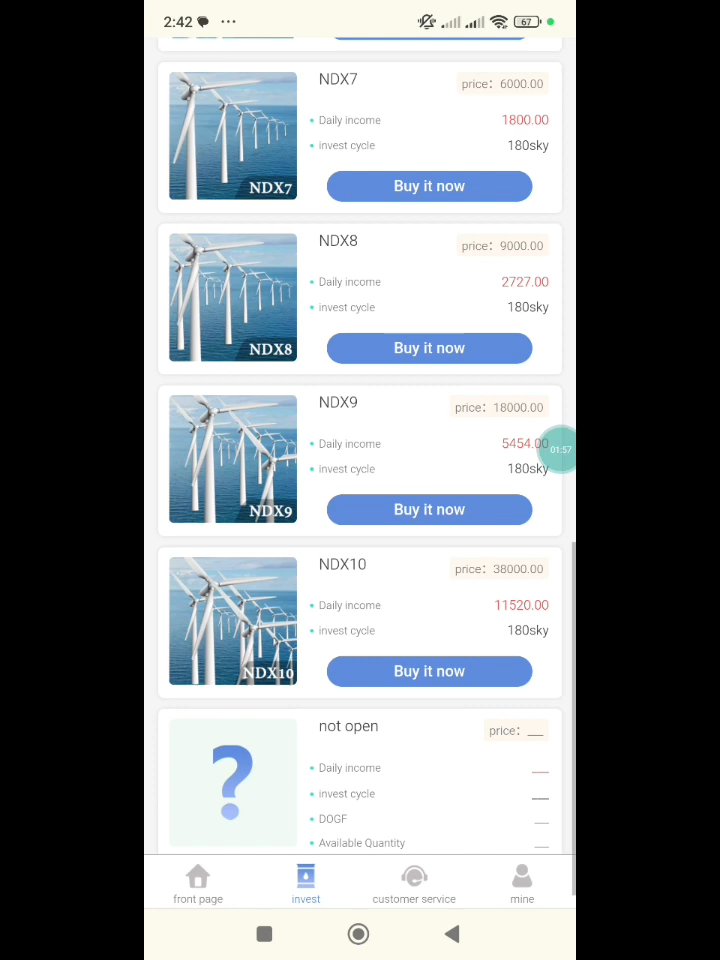 2:42
67
NDX7
price: 6000.00
Daily income
1800.00
invest cycle
180sky
NDX7
Buy it now
NDX8
price: 9000.00
Daily income
2727.00
invest cycle
180sky
NDX8
Buy it now
NDX9
price: 18000.00
Daily income
5454.00
01:57
invest cycle
180sky
NDX9
Buy it now
NDX10
price: 38000.00
Daily income
11520.00
invest cycle
180sky
NDX10
Buy it now
not open
price: __
?
Daily income
__
invest cycle
__
DOGF
__
Available Quantity
__
front page
invest
customer service
mine